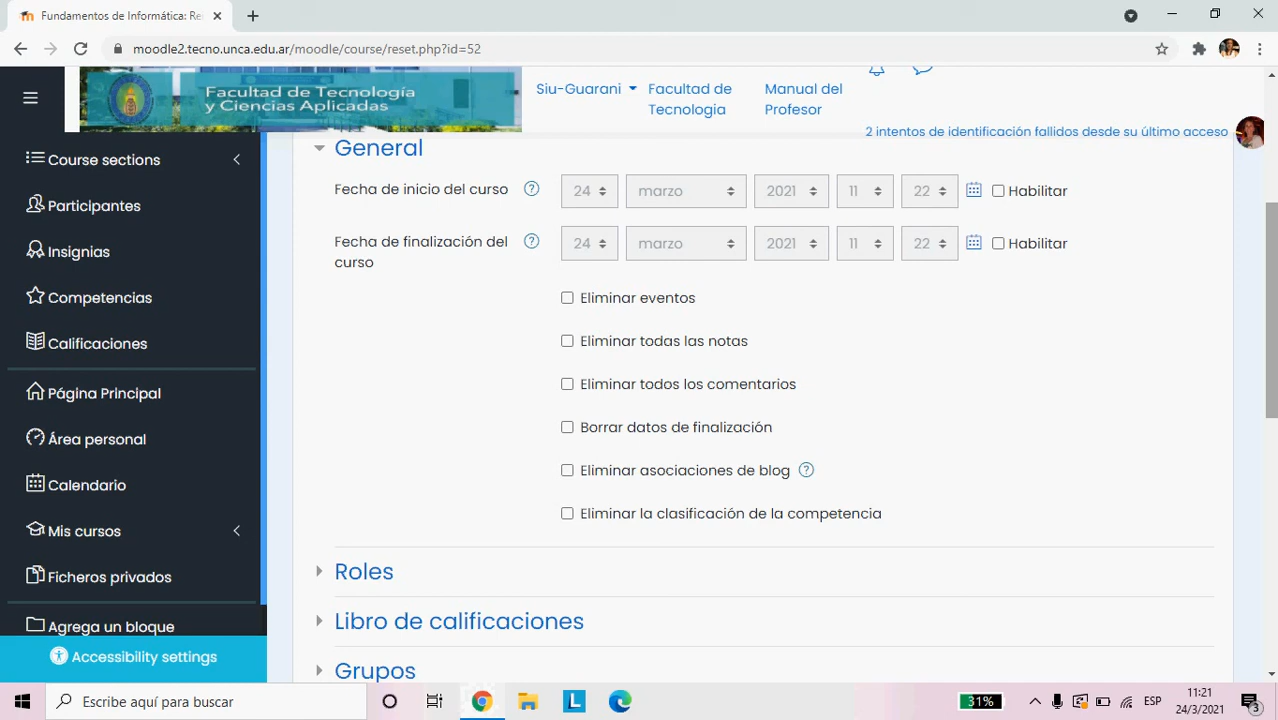 Fundamentos de Informática: Re
moodle2.tecno.unca.edu.ar/moodle/course/reset.php?id=52
Facultad de Tecnología
y Ciencias Aplicadas
Siu-Guarani
Facultad de
Tecnologia
Manual del
Profesor
2 intentos de identificación fallidos desde su último acceso
Course sections
Participantes
Insignias
Competencias
Calificaciones
Página Principal
Área personal
Calendario
Mis cursos
Ficheros privados
Agrega un bloque
Accessibility settings
General
Fecha de inicio del curso ? 24 marzo 2021 11 22 Habilitar
Fecha de finalización del
curso
? 24 marzo 2021 11 22 Habilitar
Eliminar eventos
Eliminar todas las notas
Eliminar todos los comentarios
Borrar datos de finalización
Eliminar asociaciones de blog ?
Eliminar la clasificación de la competencia
Roles
Libro de calificaciones
Grupos
Escribe aquí para buscar
L
31%
ESP
11:21
24/3/2021
3